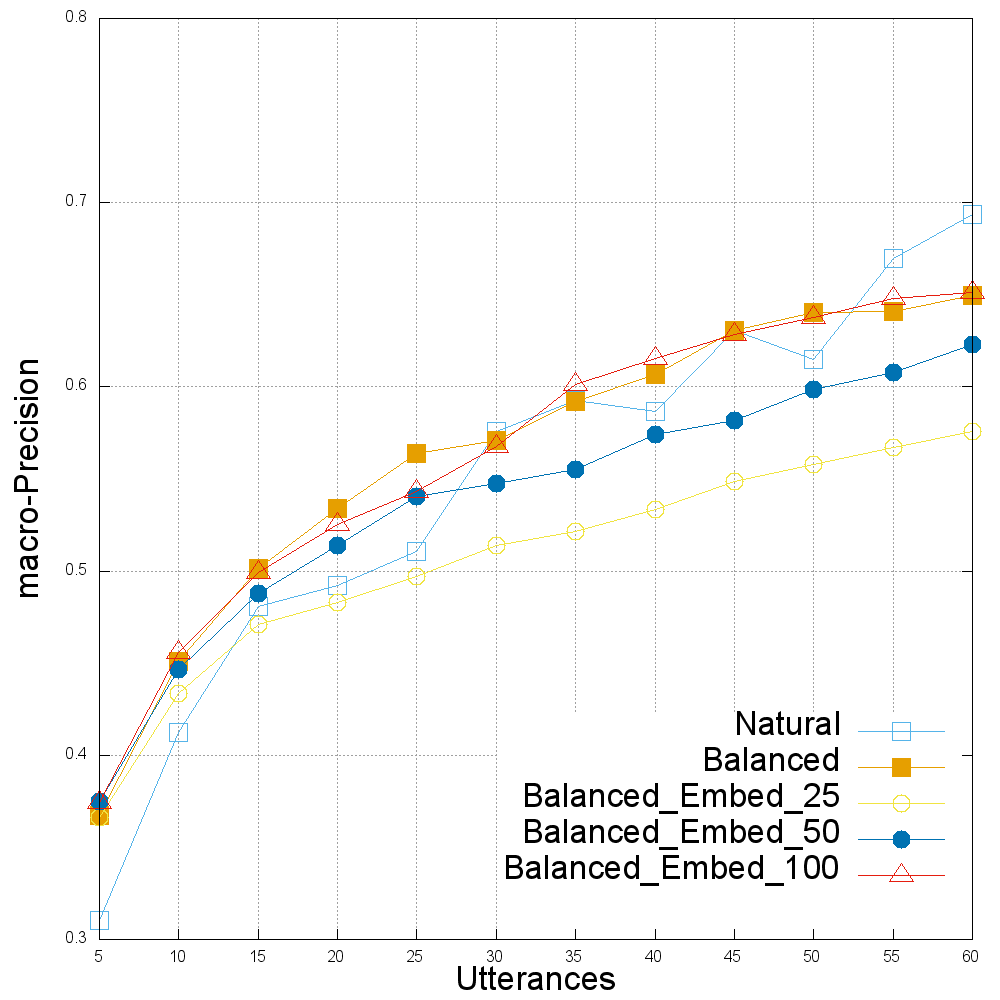 0.8
0.7
0.6
0.5
0.4
0.3
macro-Precision
Natural
Balanced
Balanced_Embed_25
Balanced_Embed_50
Balanced_Embed_100
5 10 15 20 25 30 35 40 45 50 55 60
Utterances